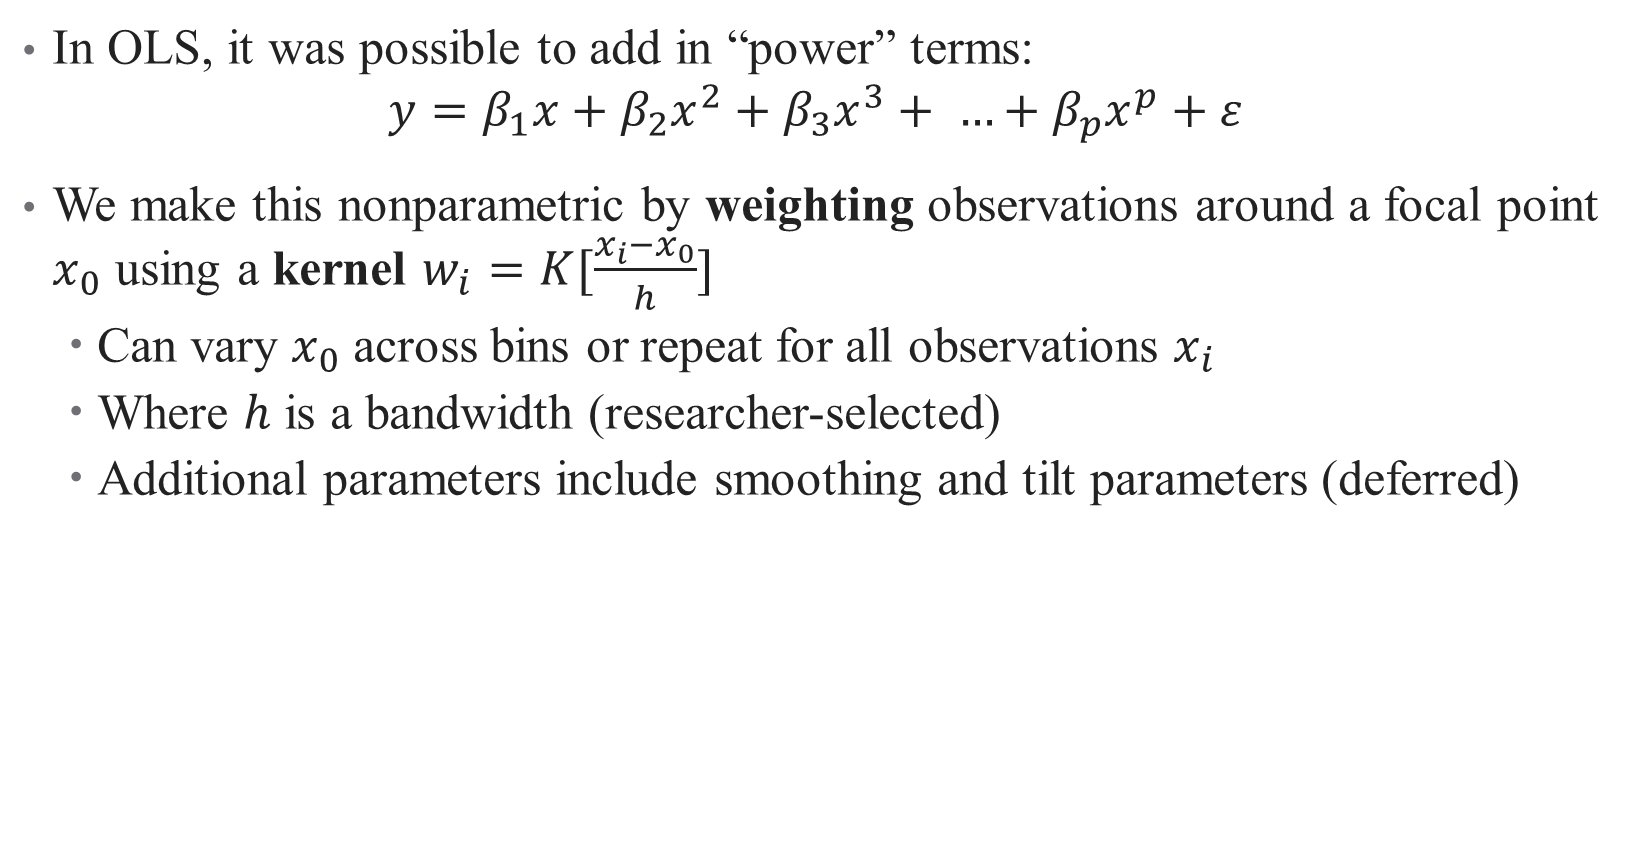 • In OLS, it was possible to add in “power” terms:
y = β₁x + β₂x² + β₃x³ + … + βₚxᵖ + ε
• We make this nonparametric by weighting observations around a focal point
x₀ using a kernel wᵢ = K[(xᵢ−x₀)/h]
• Can vary x₀ across bins or repeat for all observations xᵢ
• Where h is a bandwidth (researcher-selected)
• Additional parameters include smoothing and tilt parameters (deferred)